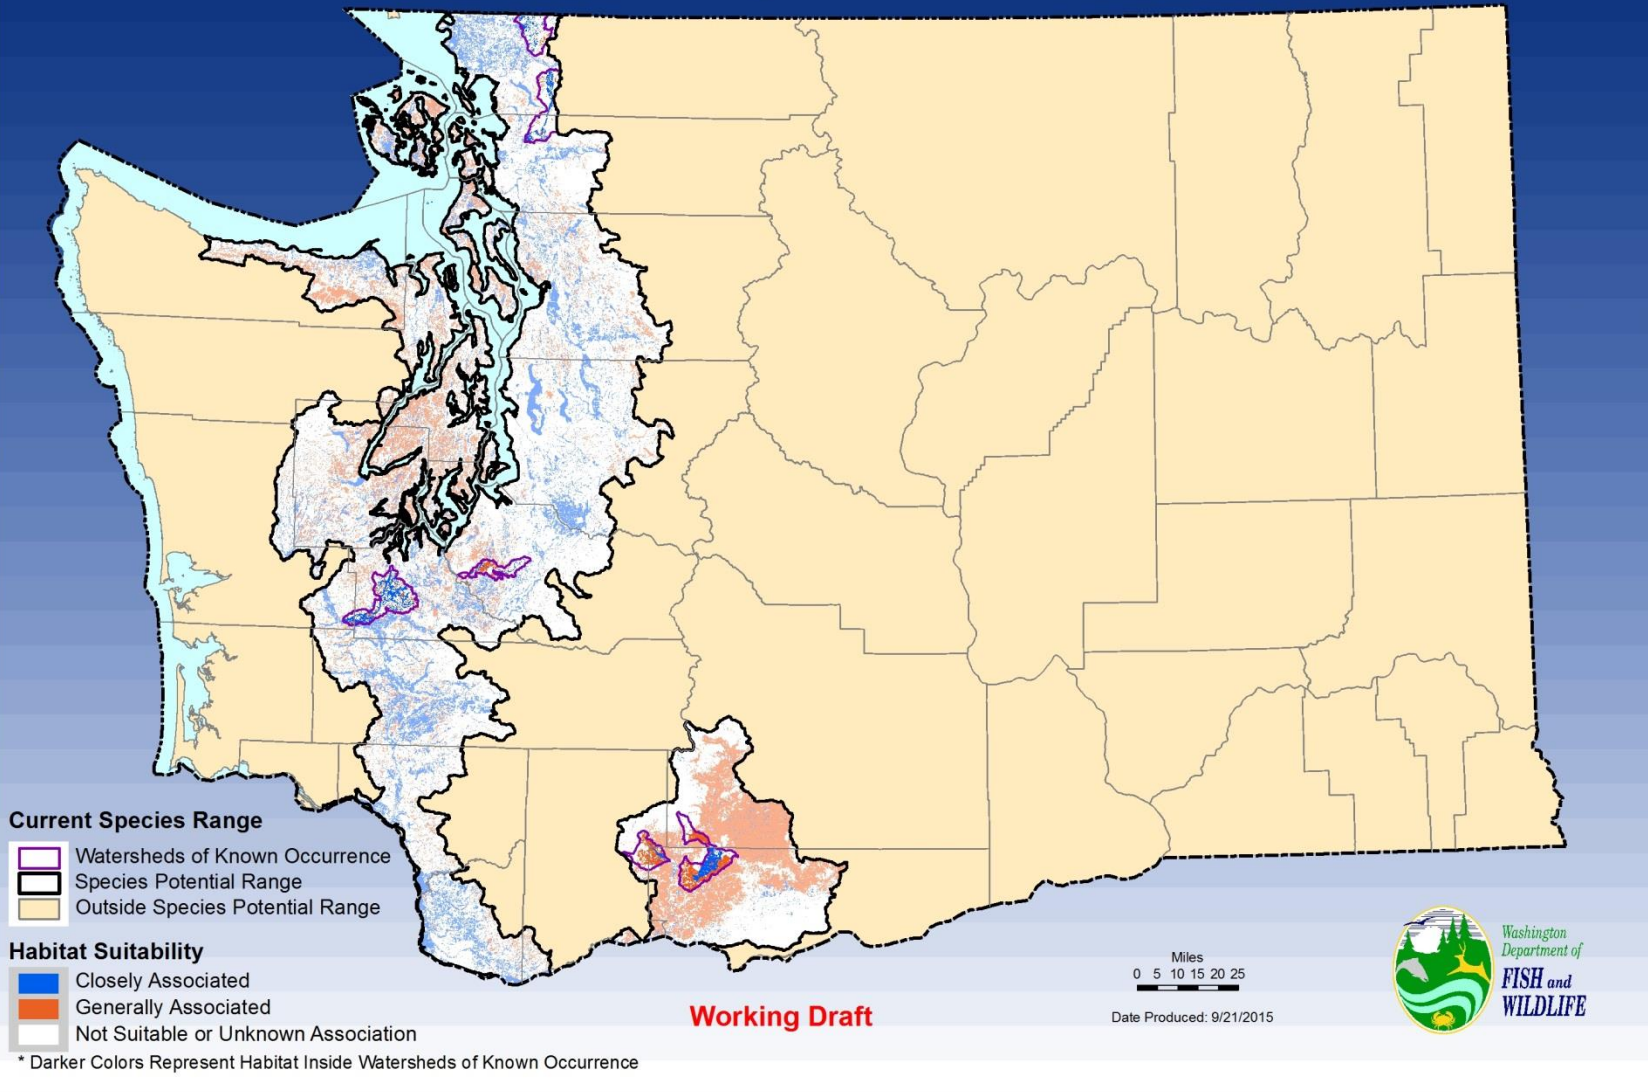 Current Species Range
Watersheds of Known Occurrence
Species Potential Range
Outside Species Potential Range
Habitat Suitability
Closely Associated
Generally Associated
Not Suitable or Unknown Association
* Darker Colors Represent Habitat Inside Watersheds of Known Occurrence
Working Draft
Miles
0 5 10 15 20 25
Date Produced: 9/21/2015
Washington
Department of
FISH and
WILDLIFE